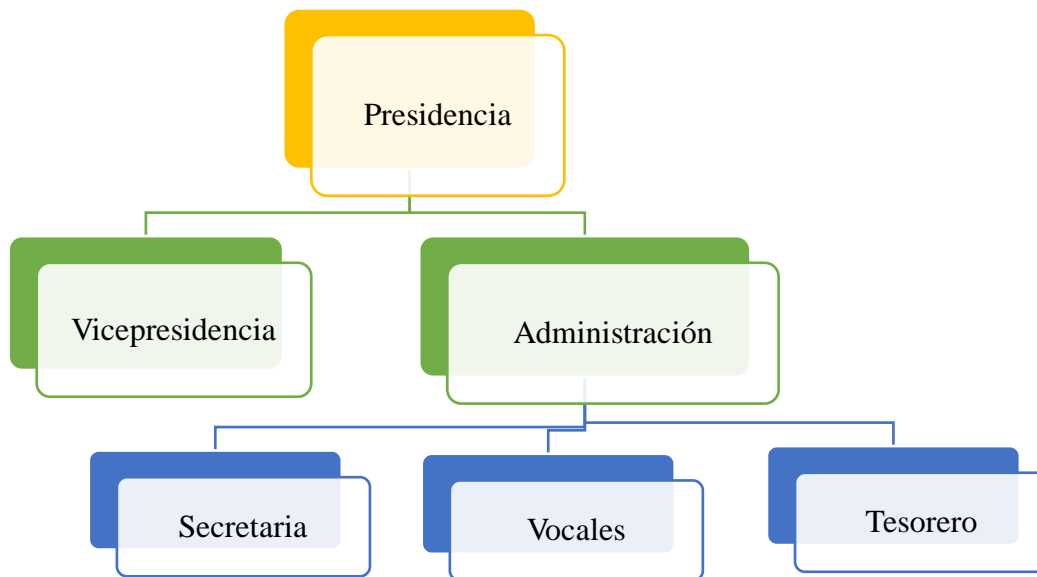 Presidencia
Vicepresidencia
Administración
Secretaria
Vocales
Tesorero